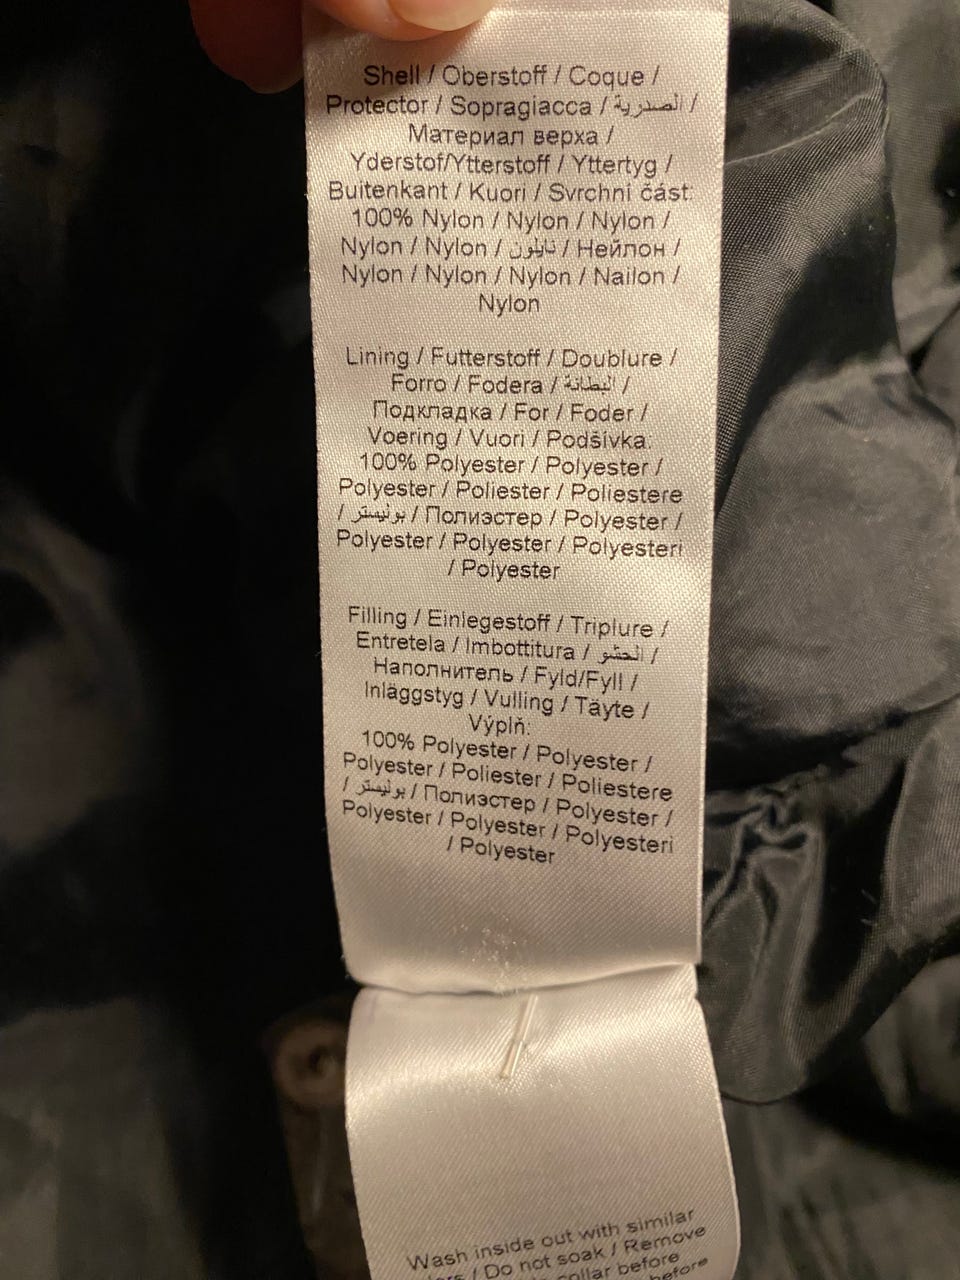 Shell / Oberstoff / Coque /
Protector / Sopragiacca / الصدرية /
Материал верха /
Yderstof/Ytterstoff / Yttertyg /
Buitenkant / Kuori / Svrchní část:
100% Nylon / Nylon / Nylon /
Nylon / Nylon / نايلون / Нейлон /
Nylon / Nylon / Nylon / Nailon /
Nylon
Lining / Futterstoff / Doublure /
Forro / Fodera / البطانة /
Подкладка / For / Foder /
Voering / Vuori / Podšívka:
100% Polyester / Polyester /
Polyester / Poliester / Poliestere
/ بوليستر / Полиэстер / Polyester /
Polyester / Polyester / Polyesteri
/ Polyester
Filling / Einlegestoff / Triplure /
Entretela / Imbottitura / الحشو /
Наполнитель / Fyld/Fyll /
Inläggstyg / Vulling / Täyte /
Výplň:
100% Polyester / Polyester /
Polyester / Poliester / Poliestere
/ بوليستر / Полиэстер / Polyester /
Polyester / Polyester / Polyesteri
/ Polyester
Wash inside out with similar
/ Do not soak / Remove
collar before
before